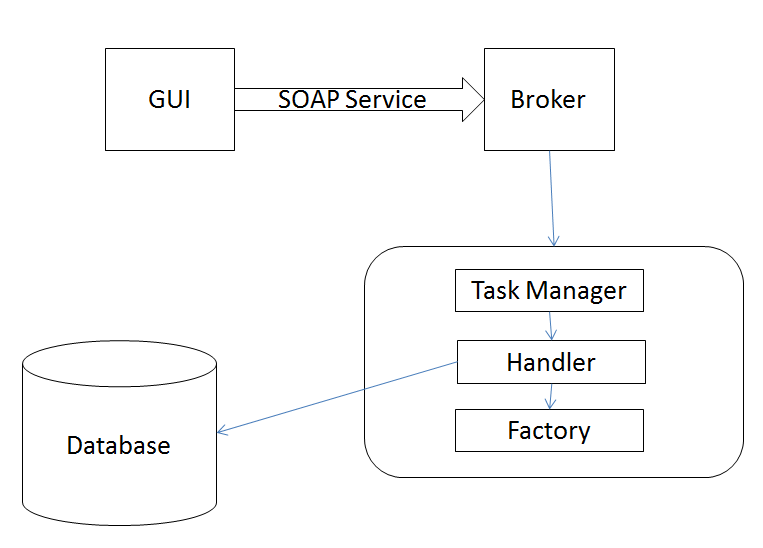 GUI
SOAP Service
Broker
Task Manager
Handler
Factory
Database